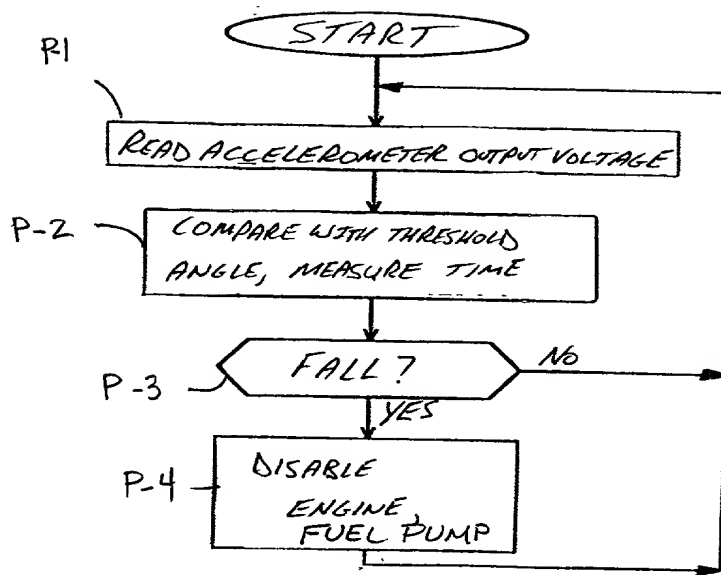 START
P-1
READ ACCELEROMETER OUTPUT VOLTAGE
P-2
COMPARE WITH THRESHOLD
ANGLE, MEASURE TIME
FALL?
NO
P-3
YES
P-4
DISABLE
ENGINE,
FUEL PUMP